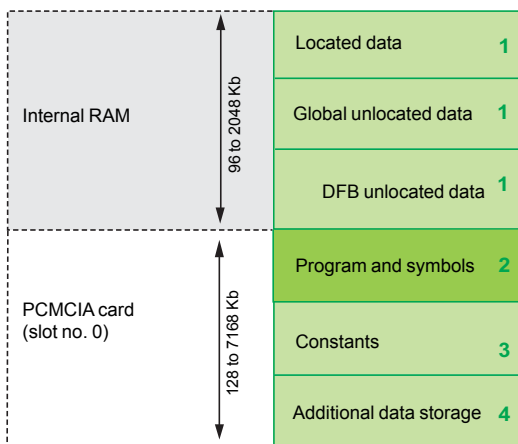 Located data 1
Internal RAM
96 to 2048 Kb
Global unlocated data 1
DFB unlocated data 1
Program and symbols 2
PCMCIA card
(slot no. 0)
128 to 7168 Kb
Constants 3
Additional data storage 4